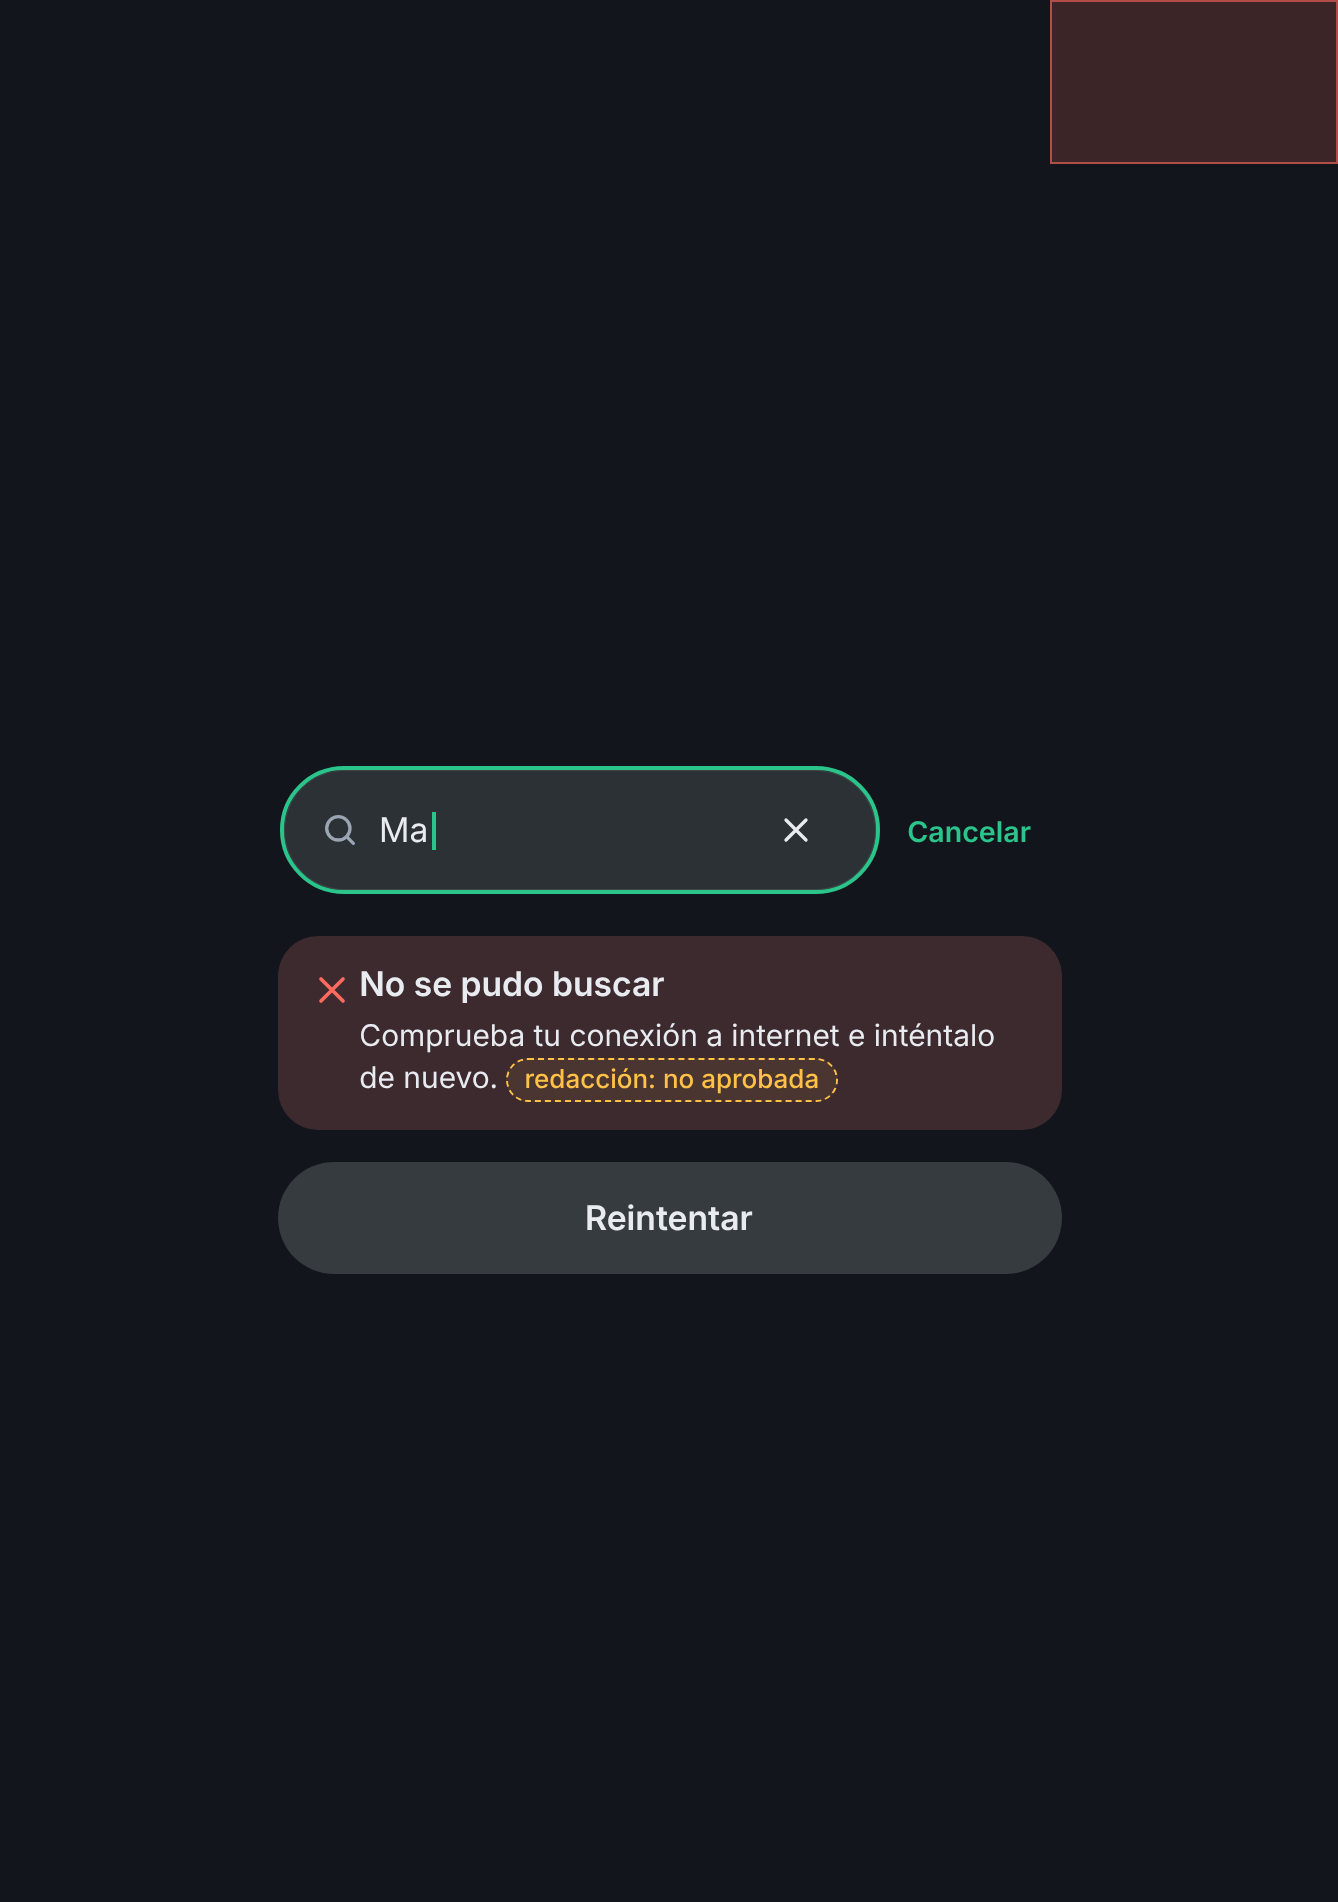 Ma
Cancelar
No se pudo buscar
Comprueba tu conexión a internet e inténtalo
de nuevo. redacción: no aprobada
Reintentar